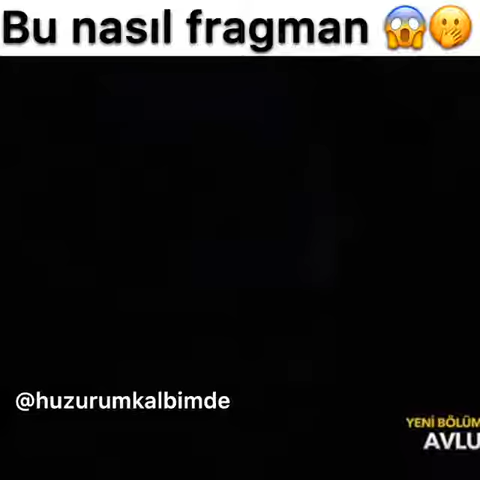 Bu nasıl fragman 😱🤭
@huzurumkalbimde
YENİ BÖLÜM
AVLU